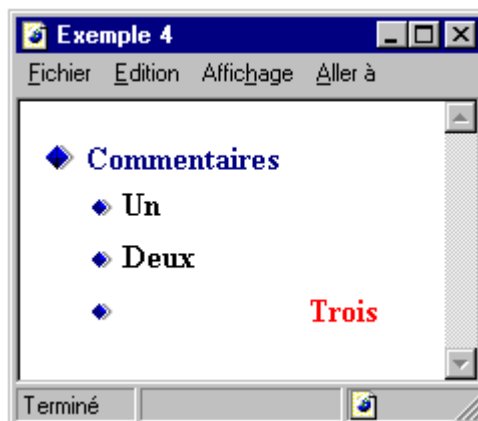 Exemple 4
Fichier Edition Affichage Aller à
Commentaires
Un
Deux
Trois
Terminé